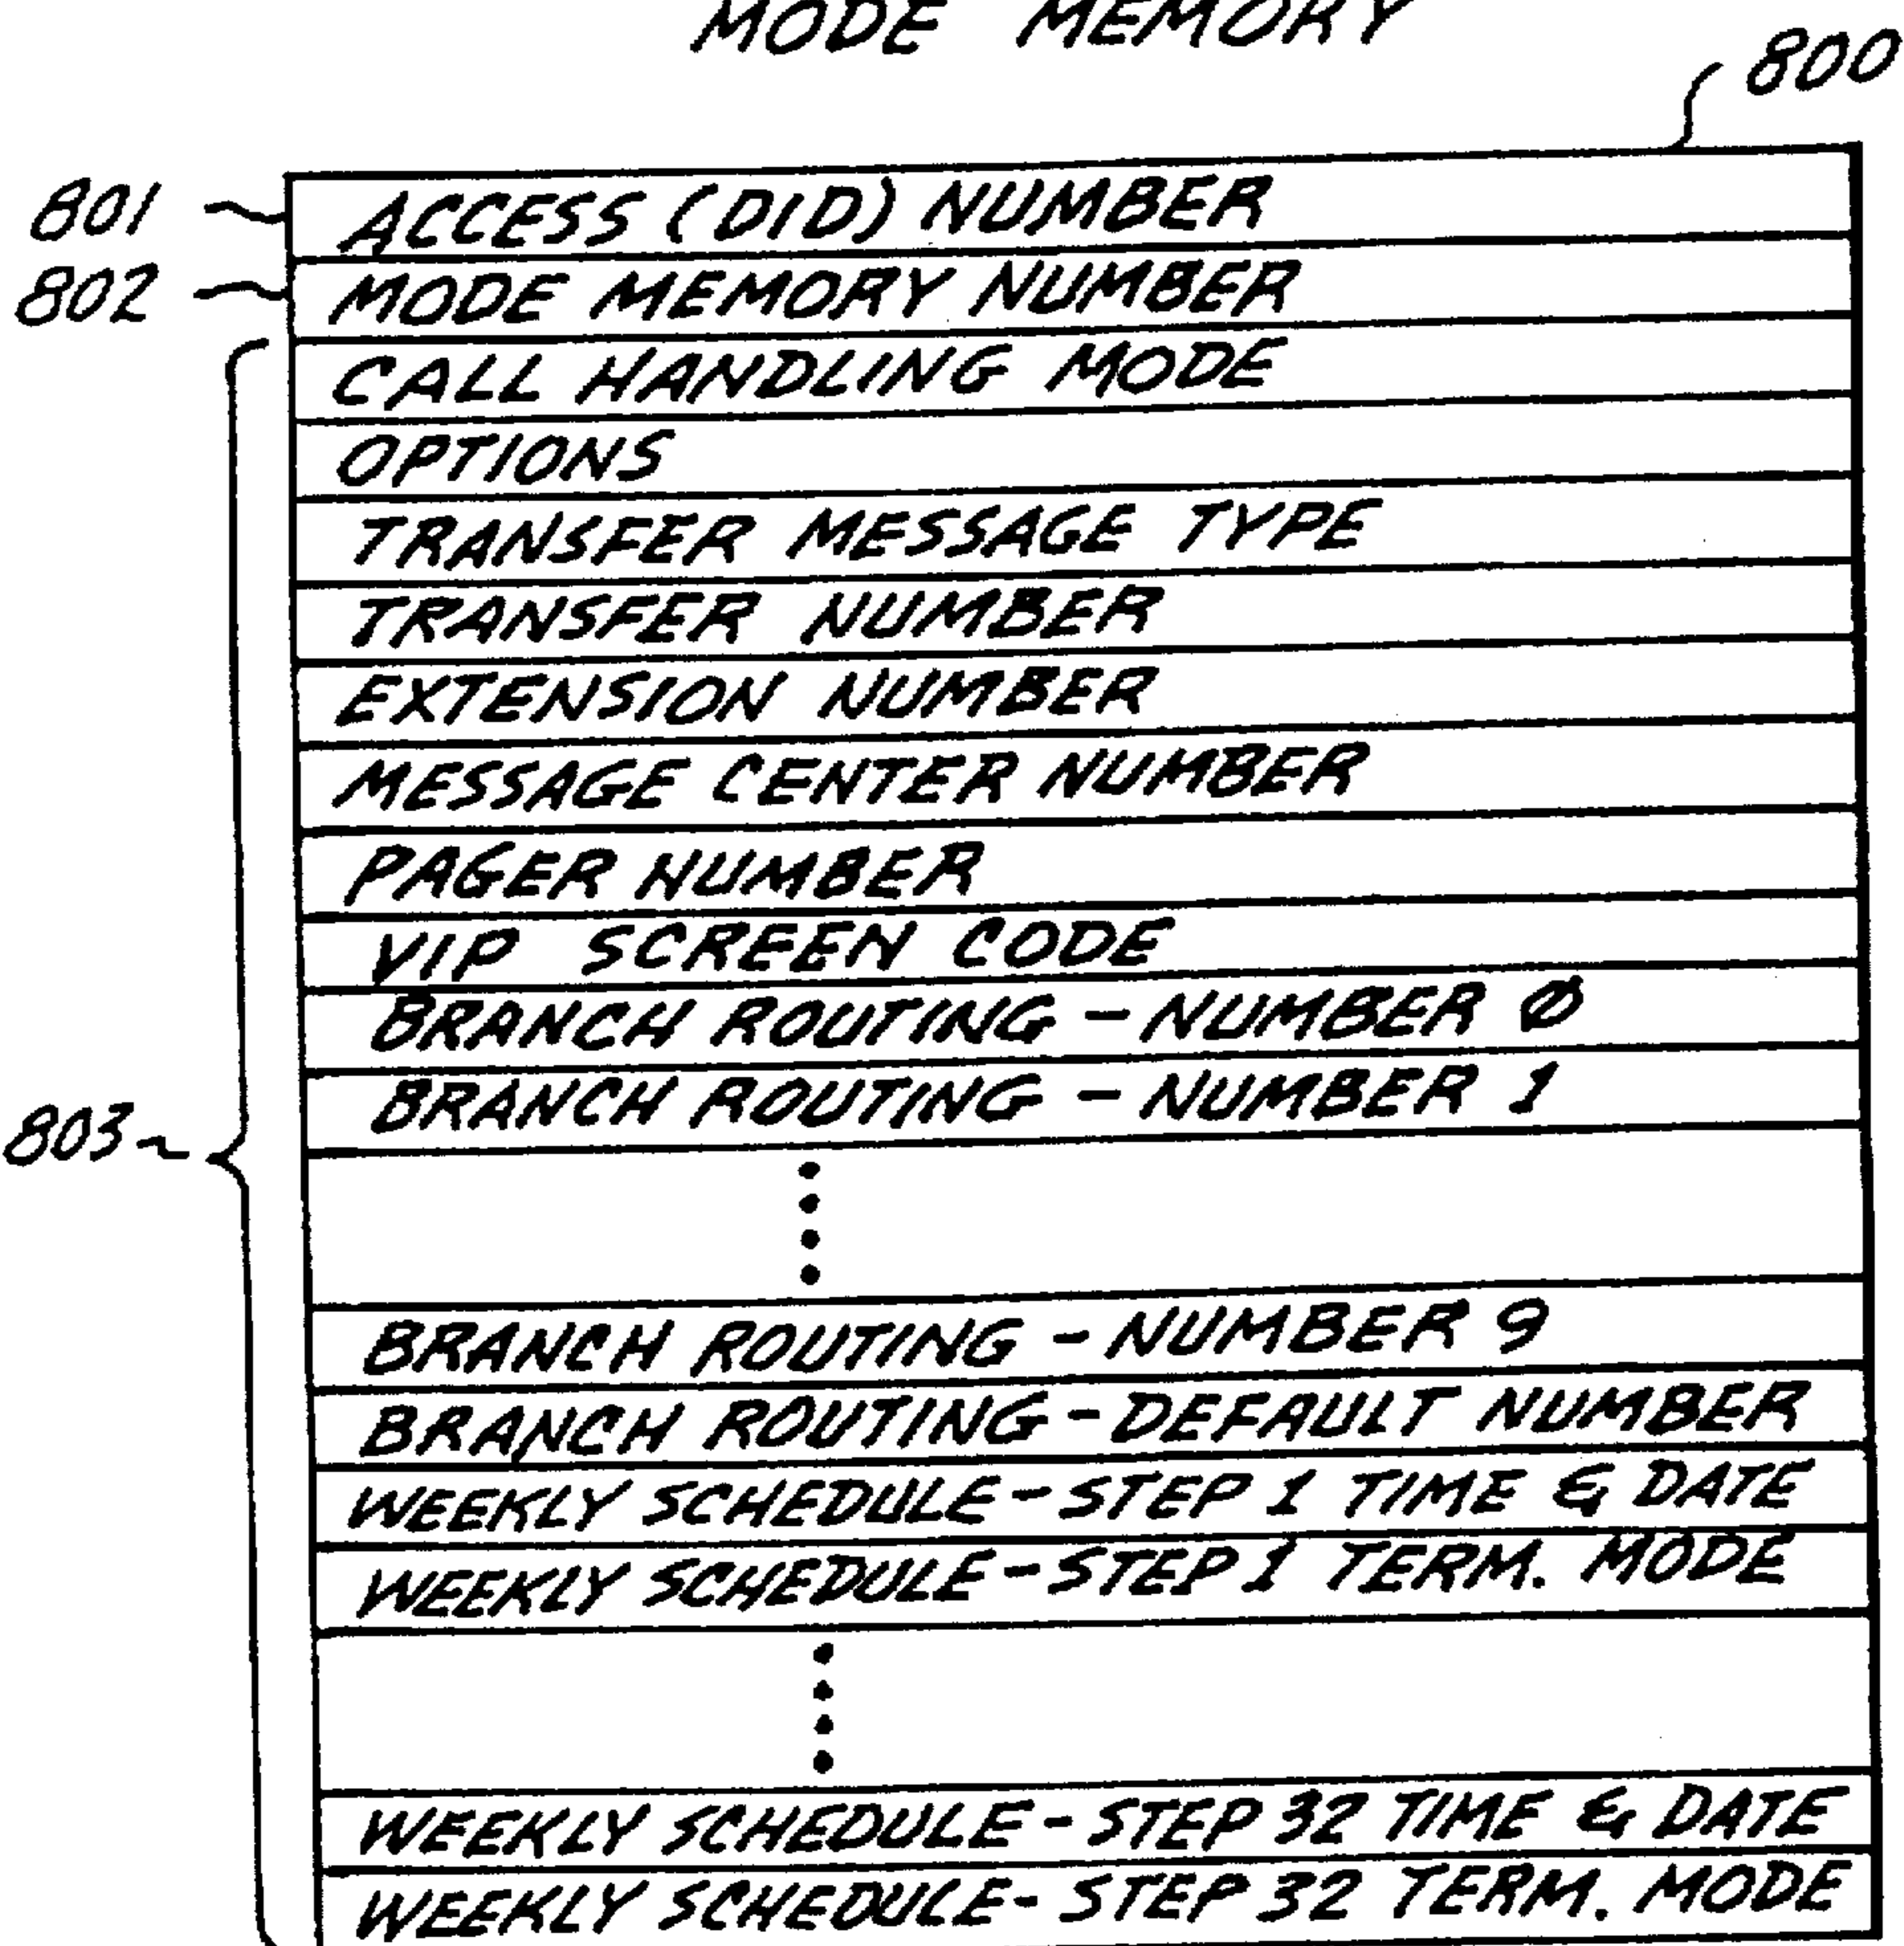 MODE MEMORY
800
801 ACCESS (DID) NUMBER
802 MODE MEMORY NUMBER
CALL HANDLING MODE
OPTIONS
TRANSFER MESSAGE TYPE
TRANSFER NUMBER
EXTENSION NUMBER
MESSAGE CENTER NUMBER
PAGER NUMBER
VIP SCREEN CODE
BRANCH ROUTING - NUMBER Ø
BRANCH ROUTING - NUMBER 1
803
BRANCH ROUTING - NUMBER 9
BRANCH ROUTING - DEFAULT NUMBER
WEEKLY SCHEDULE - STEP 1 TIME & DATE
WEEKLY SCHEDULE - STEP 1 TERM. MODE
WEEKLY SCHEDULE - STEP 32 TIME & DATE
WEEKLY SCHEDULE - STEP 32 TERM. MODE